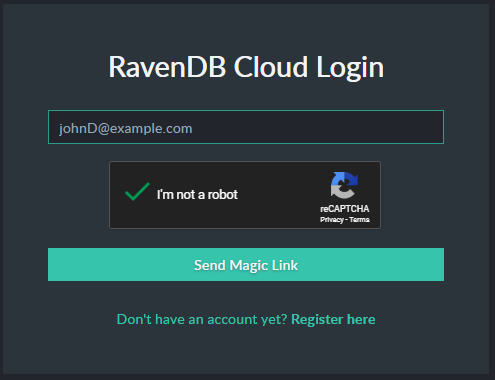 RavenDB Cloud Login
johnD@example.com
I'm not a robot
reCAPTCHA
Privacy - Terms
Send Magic Link
Don't have an account yet? Register here